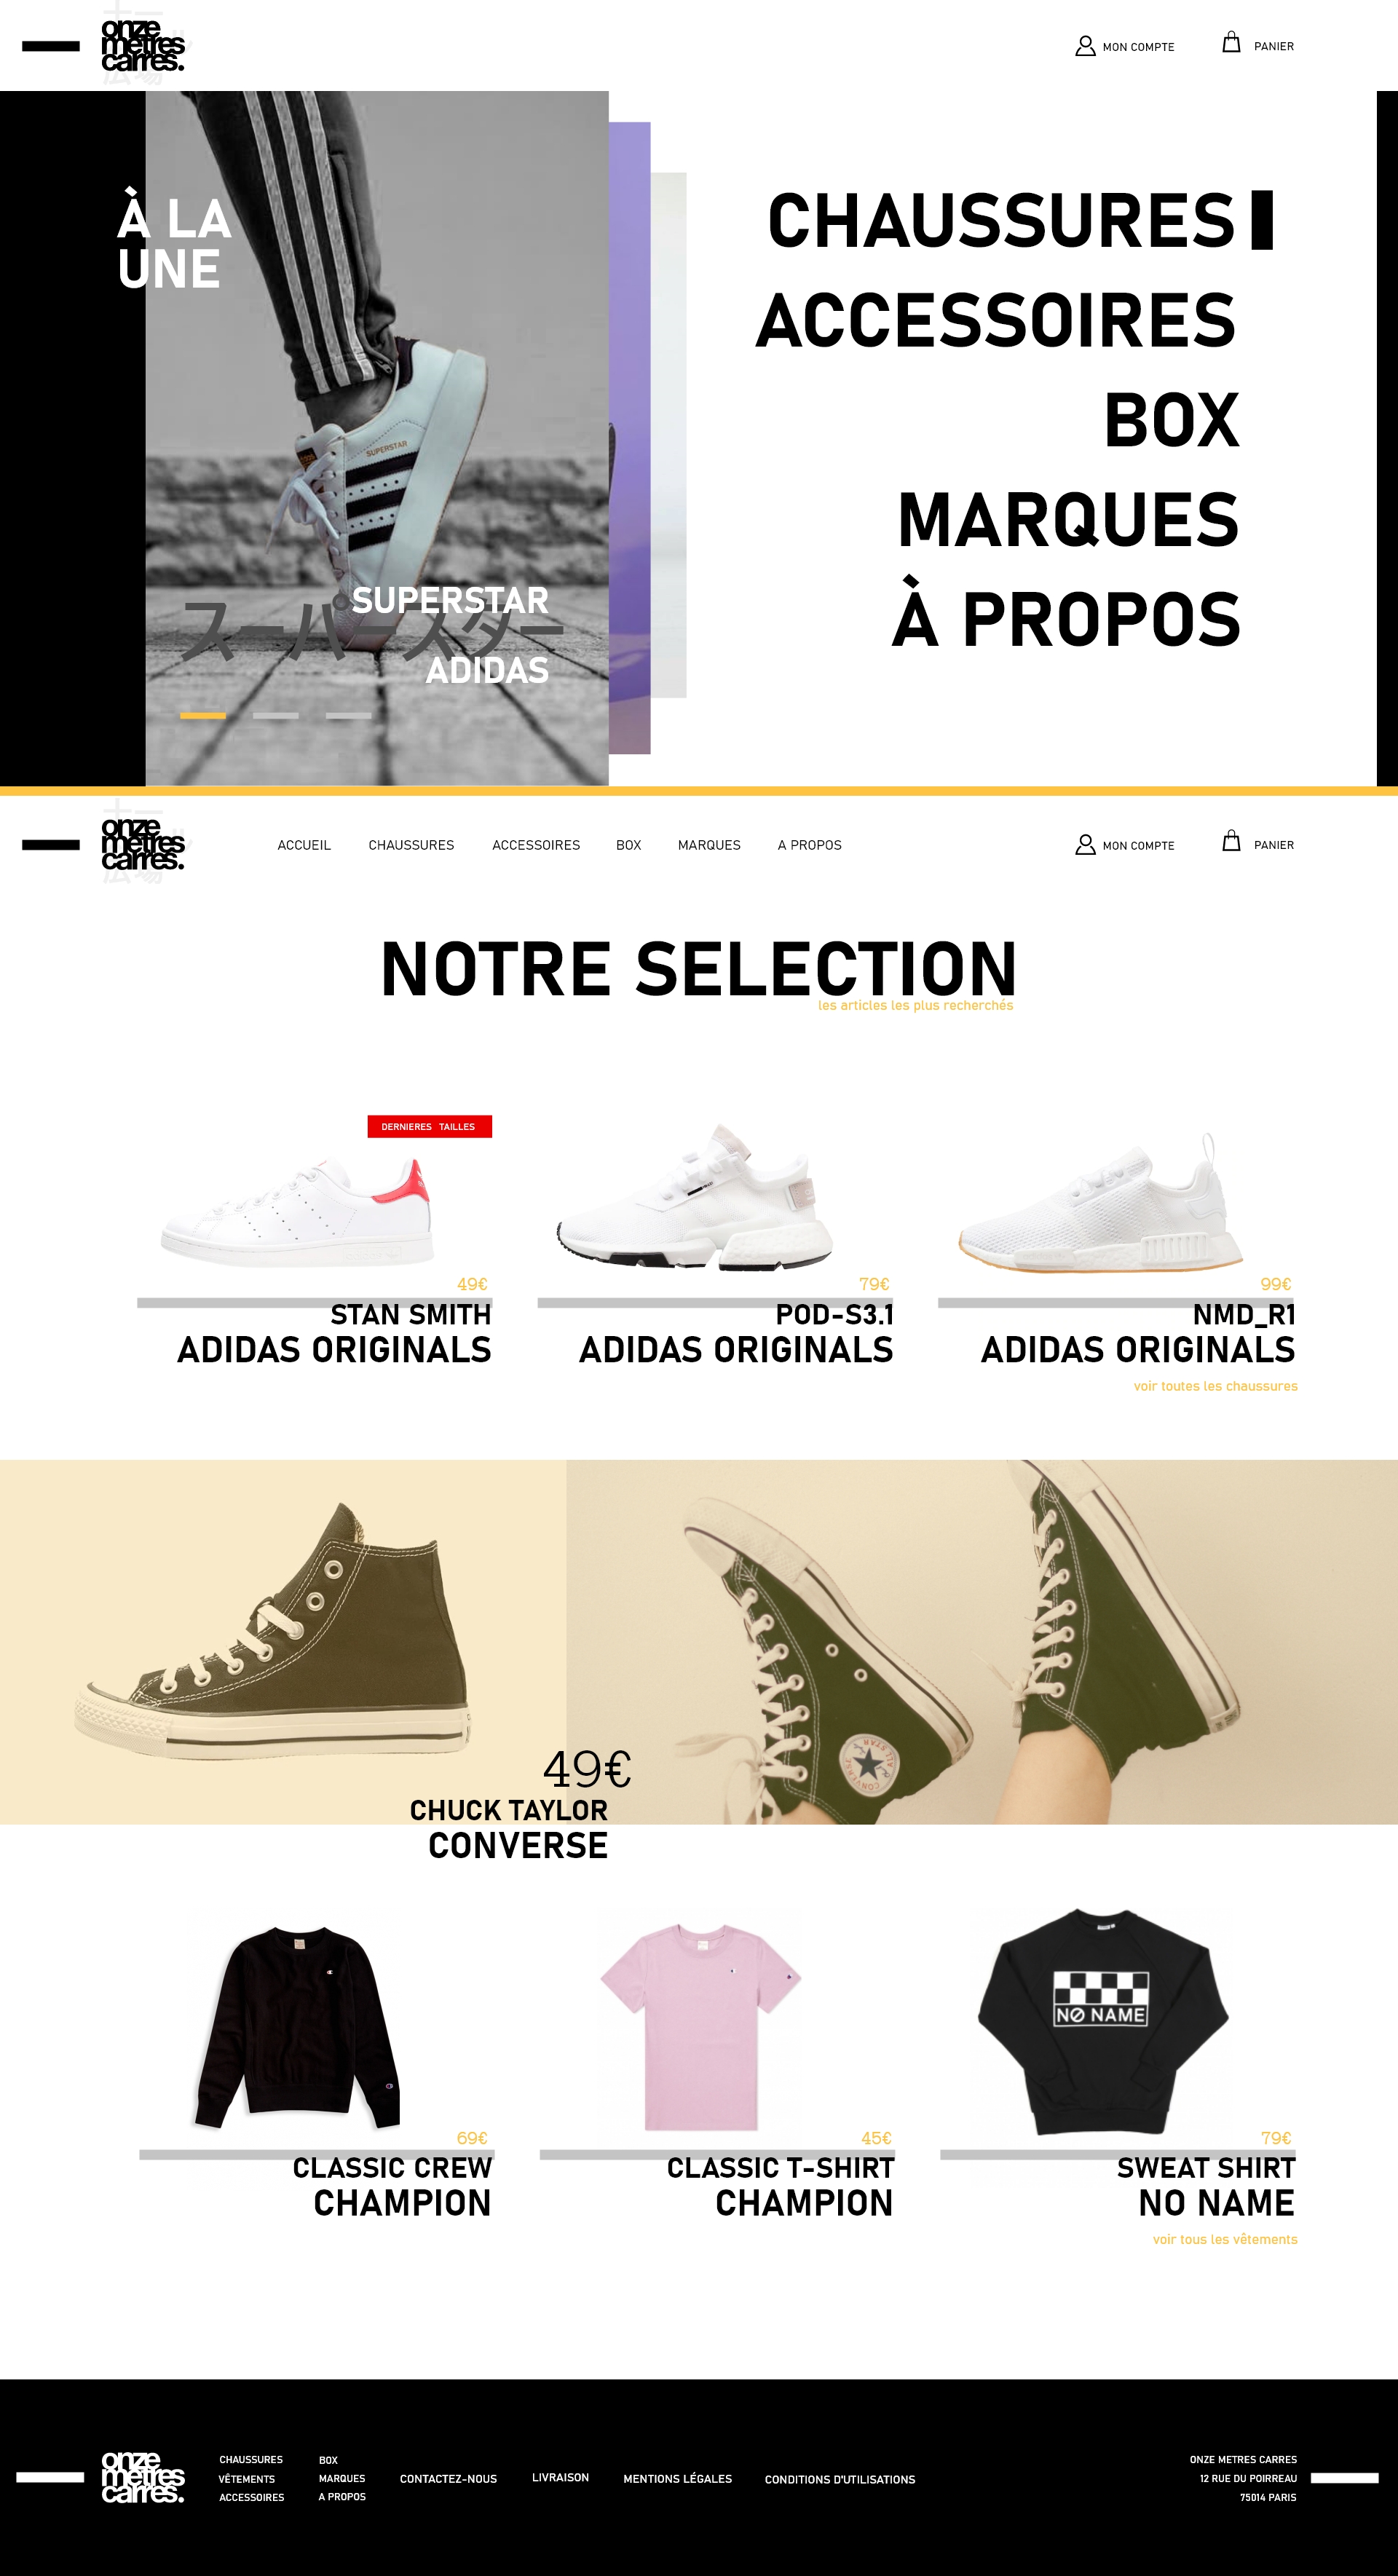 onze
metres
carres.
MON COMPTE
PANIER
À LA
UNE
SUPERSTAR
スーパースター
SUPERSTAR
ADIDAS
CHAUSSURES
ACCESSOIRES
BOX
MARQUES
À PROPOS
onze
metres
carres.
ACCUEIL
CHAUSSURES
ACCESSOIRES
BOX
MARQUES
A PROPOS
MON COMPTE
PANIER
NOTRE SELECTION
les articles les plus recherchés
DERNIERES TAILLES
49€
STAN SMITH
ADIDAS ORIGINALS
79€
POD-S3.1
ADIDAS ORIGINALS
99€
NMD_R1
ADIDAS ORIGINALS
voir toutes les chaussures
CONVERSE
ALL STAR
49€
CHUCK TAYLOR
CONVERSE
69€
CLASSIC CREW
CHAMPION
45€
CLASSIC T-SHIRT
CHAMPION
NO NAME
79€
SWEAT SHIRT
NO NAME
voir tous les vêtements
onze
metres
carres.
CHAUSSURES
VÊTEMENTS
ACCESSOIRES
BOX
MARQUES
A PROPOS
CONTACTEZ-NOUS
LIVRAISON
MENTIONS LÉGALES
CONDITIONS D'UTILISATIONS
ONZE METRES CARRES
12 RUE DU POIRREAU
75014 PARIS